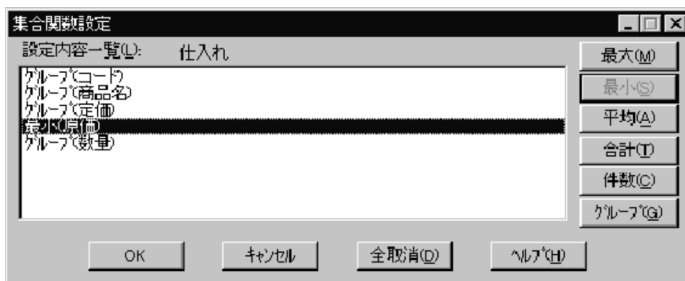 集合関数設定
設定内容一覧(L): 仕入れ
ｸﾞﾙｰﾌﾟ(コード)
ｸﾞﾙｰﾌﾟ(商品名)
ｸﾞﾙｰﾌﾟ(定価)
最小(原価)
ｸﾞﾙｰﾌﾟ(数量)
最大(M)
最小(S)
平均(A)
合計(T)
件数(C)
ｸﾞﾙｰﾌﾟ(G)
OK ｷｬﾝｾﾙ 全取消(D) ﾍﾙﾌﾟ(H)